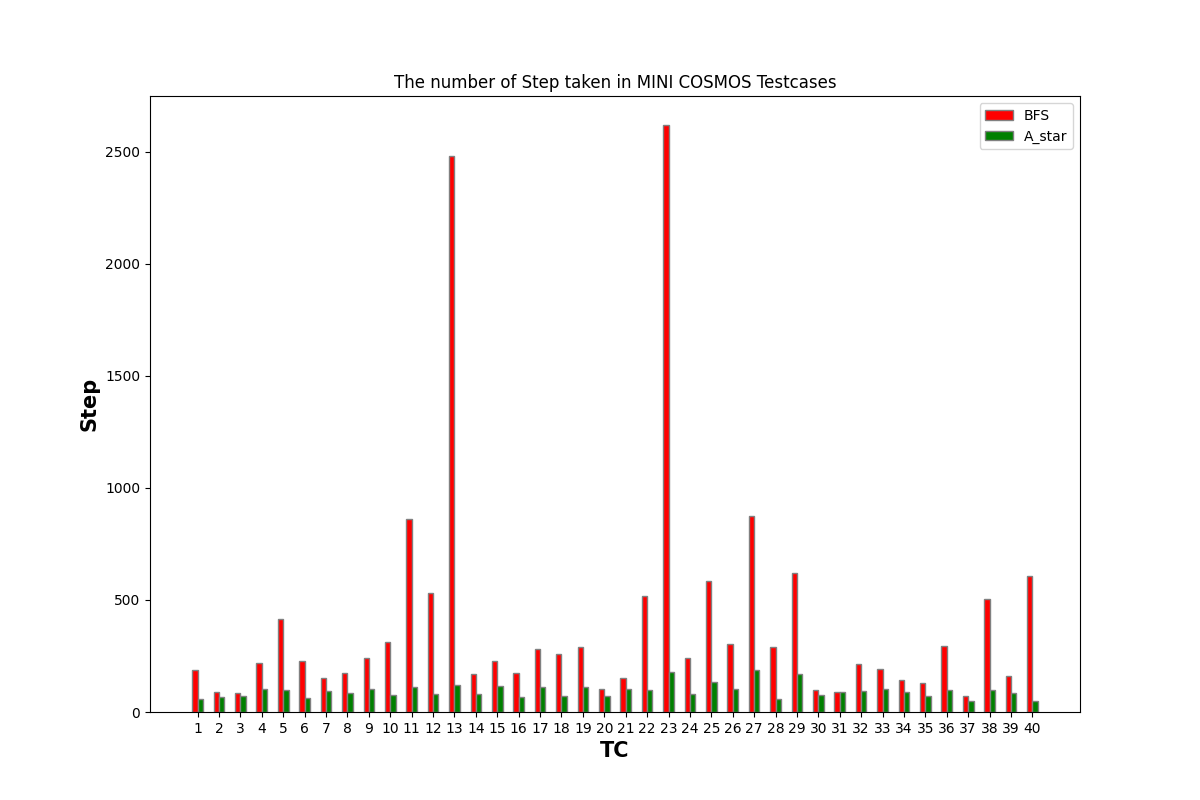 The number of Step taken in MINI COSMOS Testcases
BFS
A_star
2500
2000
1500
1000
500
0
Step
1 2 3 4 5 6 7 8 9 10 11 12 13 14 15 16 17 18 19 20 21 22 23 24 25 26 27 28 29 30 31 32 33 34 35 36 37 38 39 40
TC